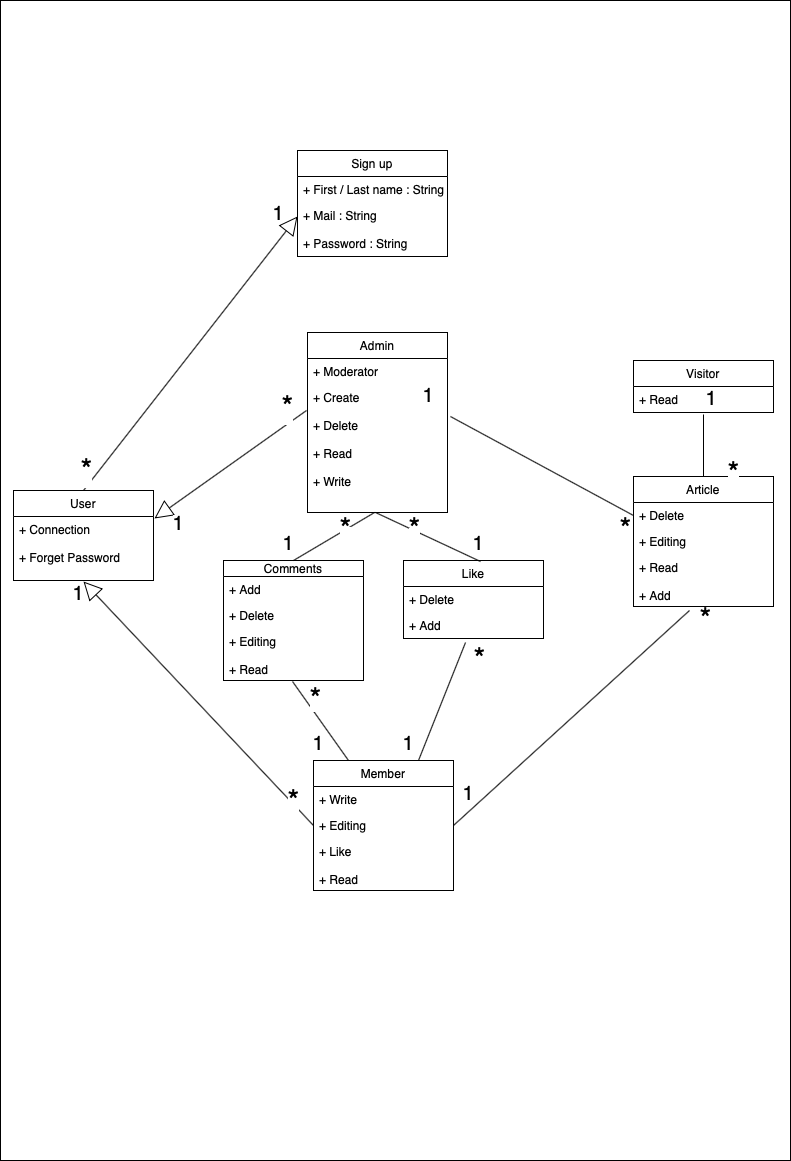 Sign up
+ First / Last name : String
1
+ Mail : String
+ Password : String
Admin
+ Moderator
+ Create
1
+ Delete
+ Read
+ Write
*
Visitor
+ Read
1
*
*
User
+ Connection
+ Forget Password
1
1
Article
+ Delete
+ Editing
+ Read
+ Add
*
*
*
*
1
1
Comments
+ Add
+ Delete
+ Editing
+ Read
Like
+ Delete
+ Add
*
*
1
1
Member
+ Write
+ Editing
+ Like
+ Read
*
1